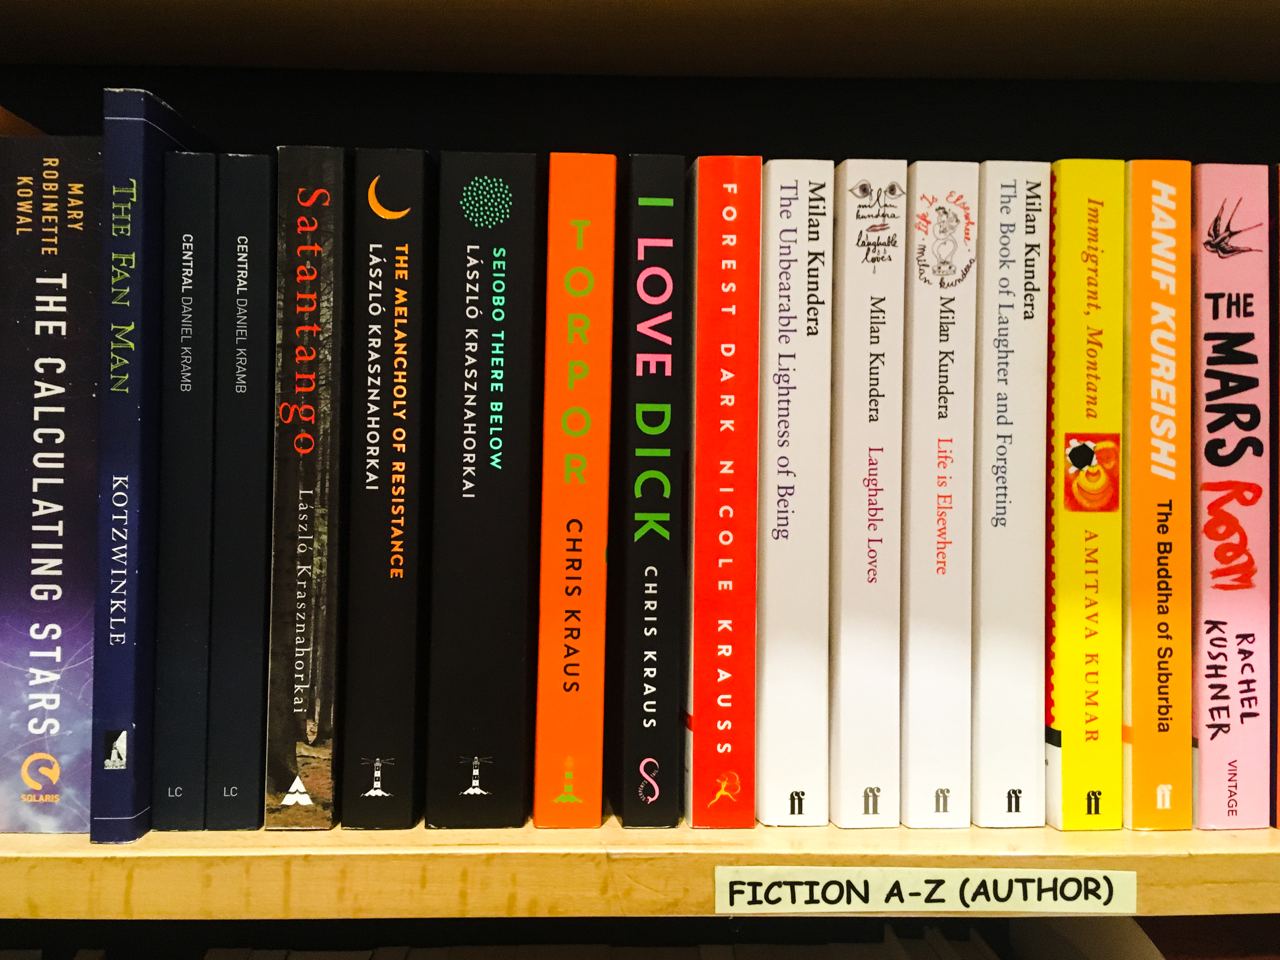 MARY
ROBINETTE
KOWAL
THE CALCULATING STARS
SOLARIS
THE FAN MAN
KOTZWINKLE
CENTRAL DANIEL KRAMB
LC
CENTRAL DANIEL KRAMB
LC
Satantango
László Krasznahorkai
THE MELANCHOLY OF RESISTANCE
LÁSZLÓ KRASZNAHORKAI
SEIOBO THERE BELOW
LÁSZLÓ KRASZNAHORKAI
TORPOR
CHRIS KRAUS
I LOVE DICK
CHRIS KRAUS
FOREST DARK NICOLE KRAUSS
Milan Kundera
The Unbearable Lightness of Being
ff
milan
kundera
laughable
loves
Milan Kundera
Laughable Loves
ff
Milan Kundera
Life is Elsewhere
ff
Milan Kundera
The Book of Laughter and Forgetting
ff
Immigrant, Montana
AMITAVA KUMAR
ff
HANIF KUREISHI
The Buddha of Suburbia
ff
THE
MARS
ROOM
RACHEL
KUSHNER
VINTAGE
FICTION A-Z (AUTHOR)